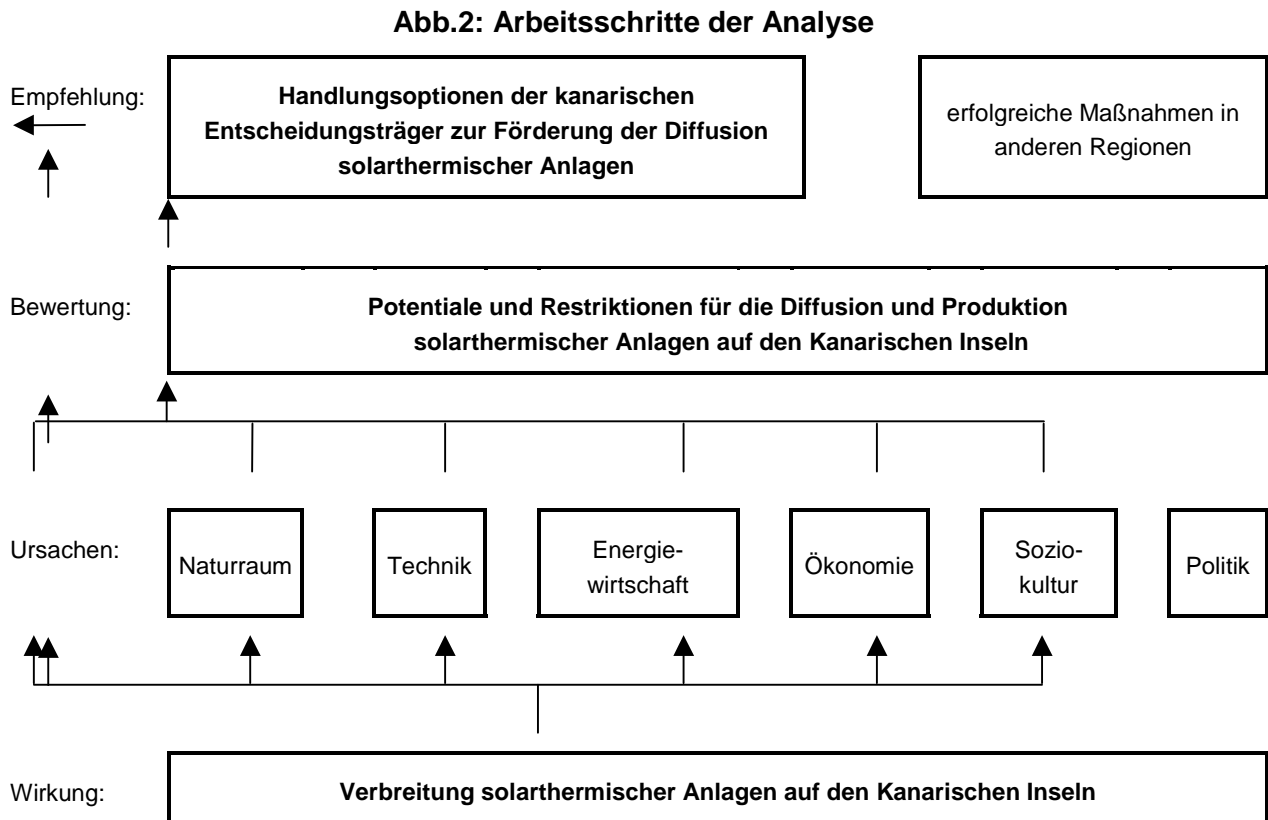 Abb.2: Arbeitsschritte der Analyse
Empfehlung:
Handlungsoptionen der kanarischen
Entscheidungsträger zur Förderung der Diffusion
solarthermischer Anlagen
erfolgreiche Maßnahmen in
anderen Regionen
Bewertung:
Potentiale und Restriktionen für die Diffusion und Produktion
solarthermischer Anlagen auf den Kanarischen Inseln
Ursachen:
Naturraum
Technik
Energie-
wirtschaft
Ökonomie
Sozio-
kultur
Politik
Wirkung:
Verbreitung solarthermischer Anlagen auf den Kanarischen Inseln